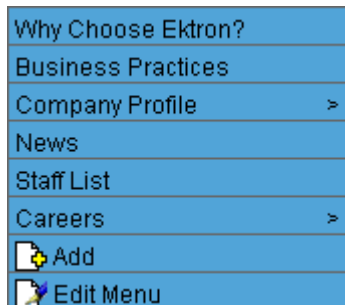 Why Choose Ektron?
Business Practices
Company Profile >
News
Staff List
Careers >
Add
Edit Menu